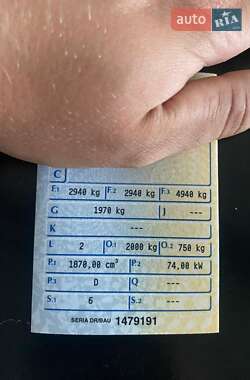 auto RIA
C
F.1 2940 kg F.2 2940 kg F.3 4940 kg
G 1970 kg J ---
K ---
L 2 O.1 2000 kg O.2 750 kg
P.1 1870,00 cm³ P.2 74,00 kW
P.3 D Q ---
S.1 6 S.2 ---
SERIA DR/BAU 1479191